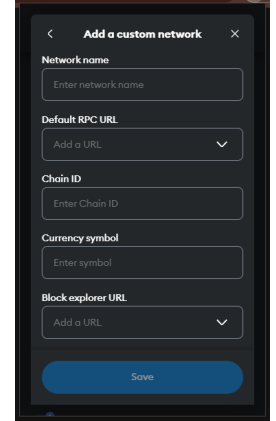 Add a custom network
Network name
Enter network name
Default RPC URL
Add a URL
Chain ID
Enter Chain ID
Currency symbol
Enter symbol
Block explorer URL
Add a URL
Save